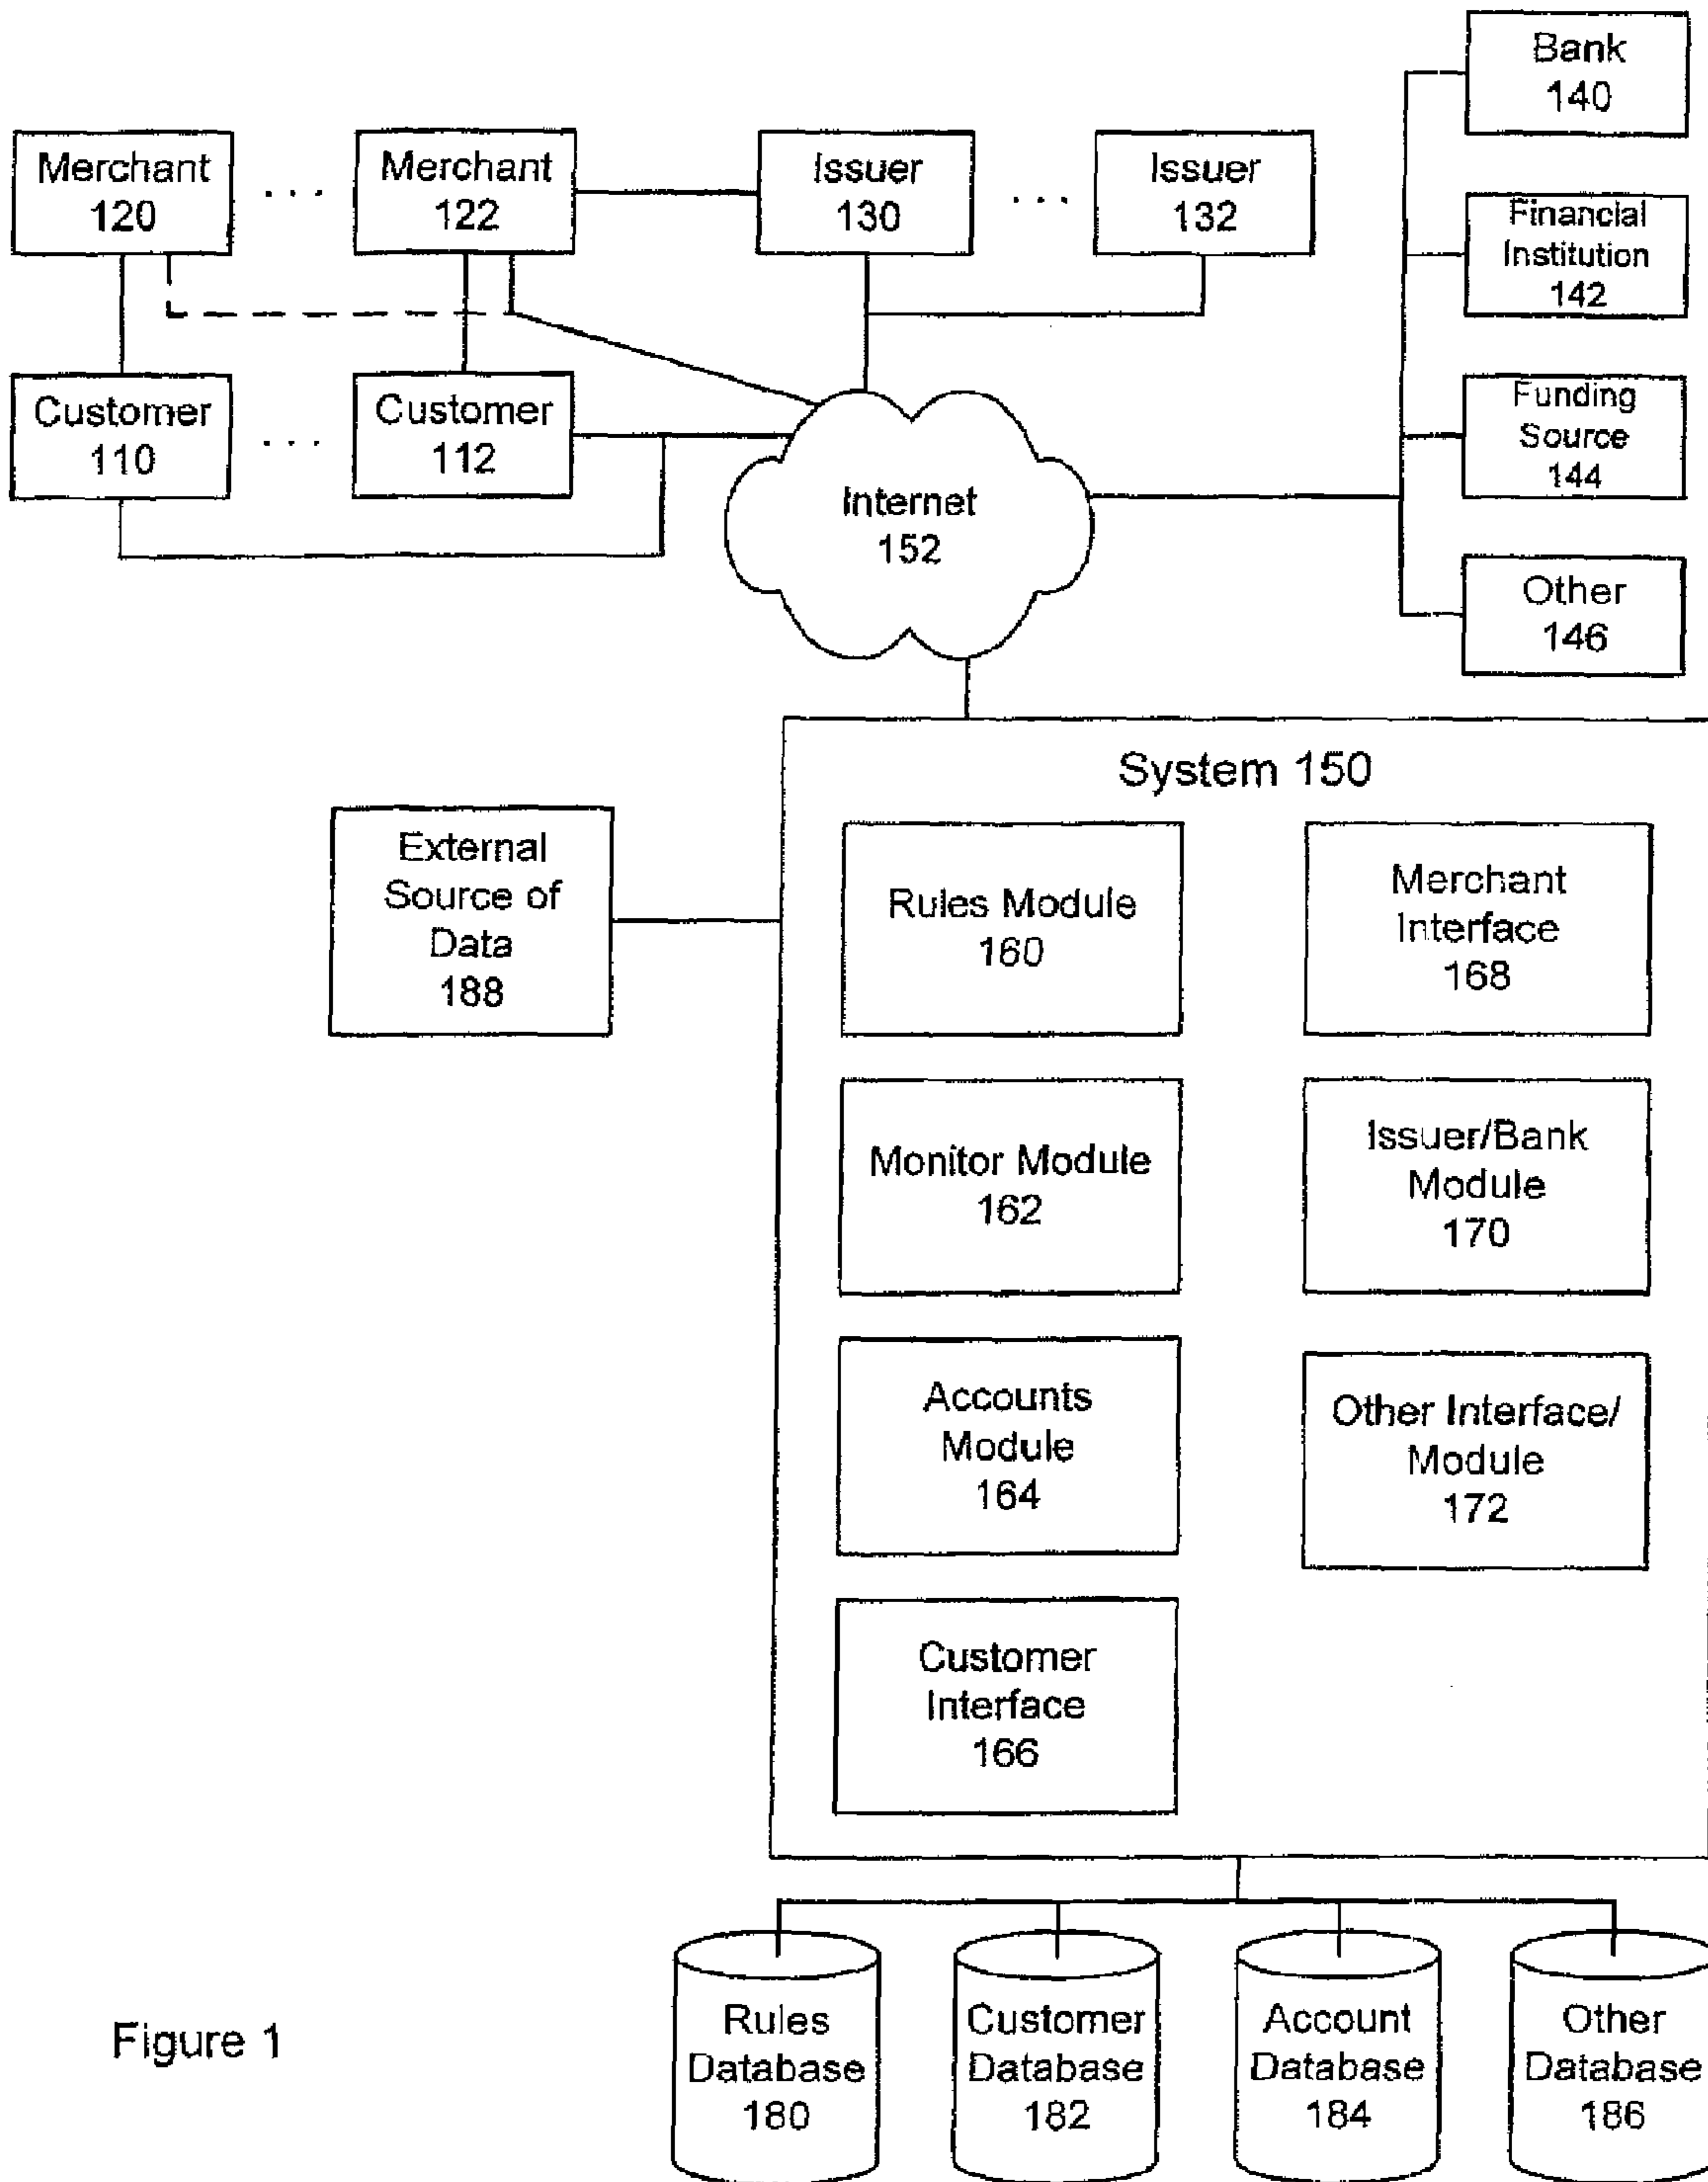 Bank
140
Merchant
120
. . .
Merchant
122
Issuer
130
. . .
Issuer
132
Financial
Institution
142
Customer
110
. . .
Customer
112
Funding
Source
144
Internet
152
Other
146
System 150
External
Source of
Data
188
Rules Module
160
Merchant
Interface
168
Monitor Module
162
Issuer/Bank
Module
170
Accounts
Module
164
Other Interface/
Module
172
Customer
Interface
166
Figure 1
Rules
Database
180
Customer
Database
182
Account
Database
184
Other
Database
186